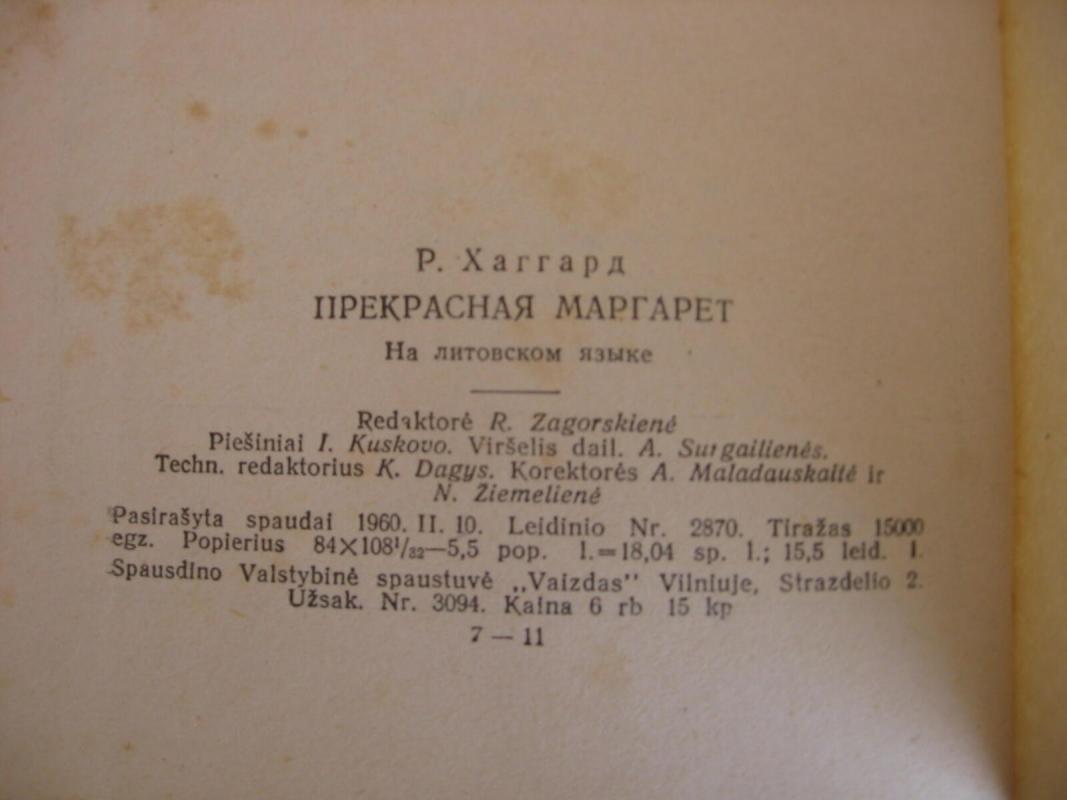 Р. Хаггард
ПРЕКРАСНАЯ МАРГАРЕТ
На литовском языке
Redaktorė R. Zagorskienė
Piešiniai I. Kuskovo. Viršelis dail. A. Surgailienės.
Techn. redaktorius K. Dagys. Korektorės A. Maladauskaitė ir
N. Žiemelienė
Pasirašyta spaudai 1960. II. 10. Leidinio Nr. 2870. Tiražas 15000
egz. Popierius 84×108¹/₃₂—5,5 pop. l.=18,04 sp. l.; 15,5 leid. l.
Spausdino Valstybinė spaustuvė „Vaizdas" Vilniuje, Strazdelio 2.
Užsak. Nr. 3094. Kaina 6 rb 15 kp
7 — 11